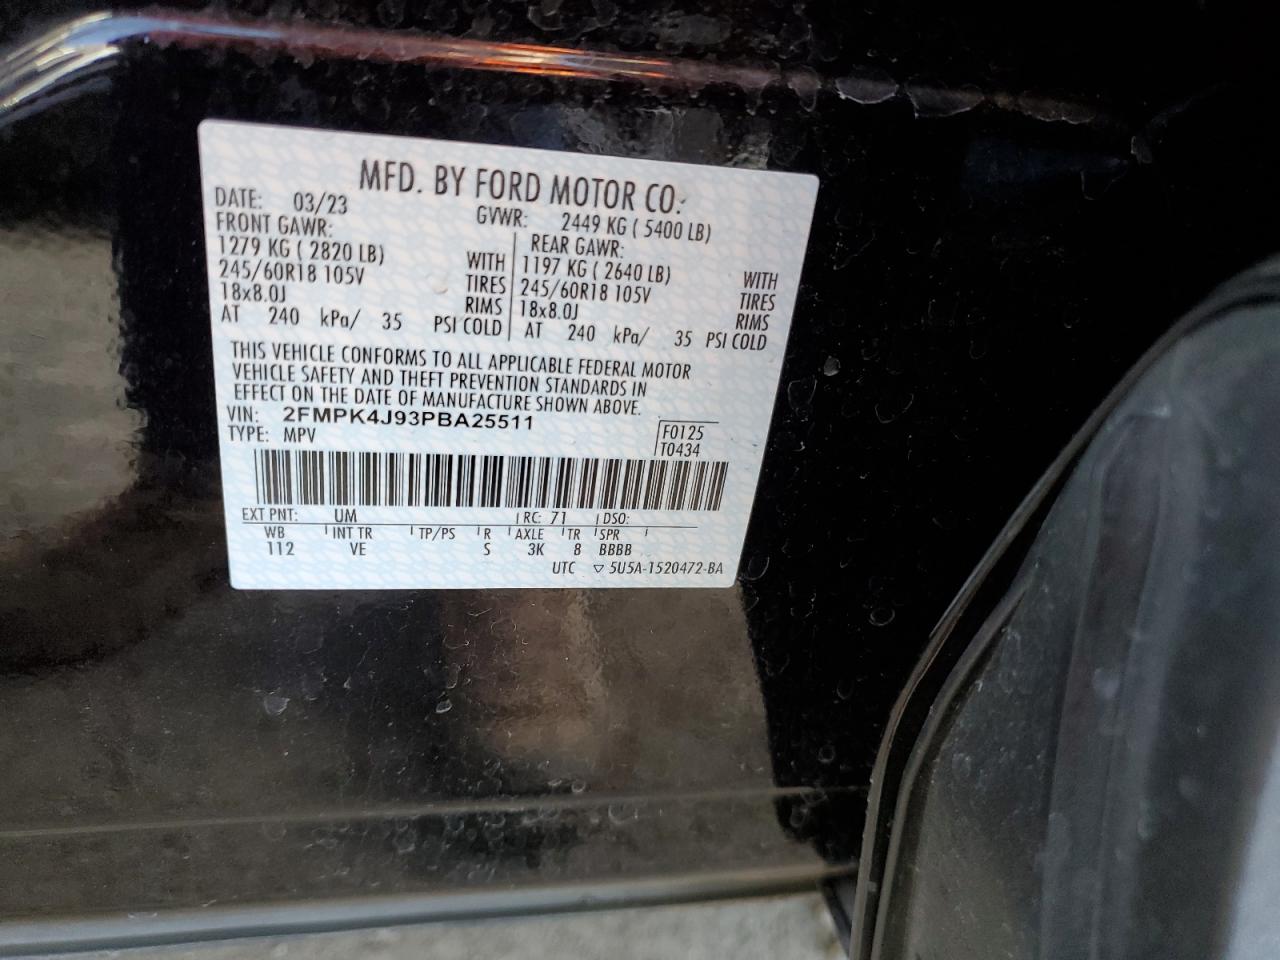 MFD. BY FORD MOTOR CO.
DATE: 03/23 GVWR: 2449 KG ( 5400 LB)
FRONT GAWR: REAR GAWR:
1279 KG ( 2820 LB) WITH 1197 KG ( 2640 LB) WITH
245/60R18 105V TIRES 245/60R18 105V TIRES
18x8.0J RIMS 18x8.0J RIMS
AT 240 kPa/ 35 PSI COLD AT 240 kPa/ 35 PSI COLD
THIS VEHICLE CONFORMS TO ALL APPLICABLE FEDERAL MOTOR
VEHICLE SAFETY AND THEFT PREVENTION STANDARDS IN
EFFECT ON THE DATE OF MANUFACTURE SHOWN ABOVE.
VIN: 2FMPK4J93PBA25511
TYPE: MPV F0125
T0434
EXT PNT: UM RC: 71 DSO:
WB INT TR TP/PS R AXLE TR SPR
112 VE S 3K 8 BBBB
UTC ▽ 5U5A-1520472-BA